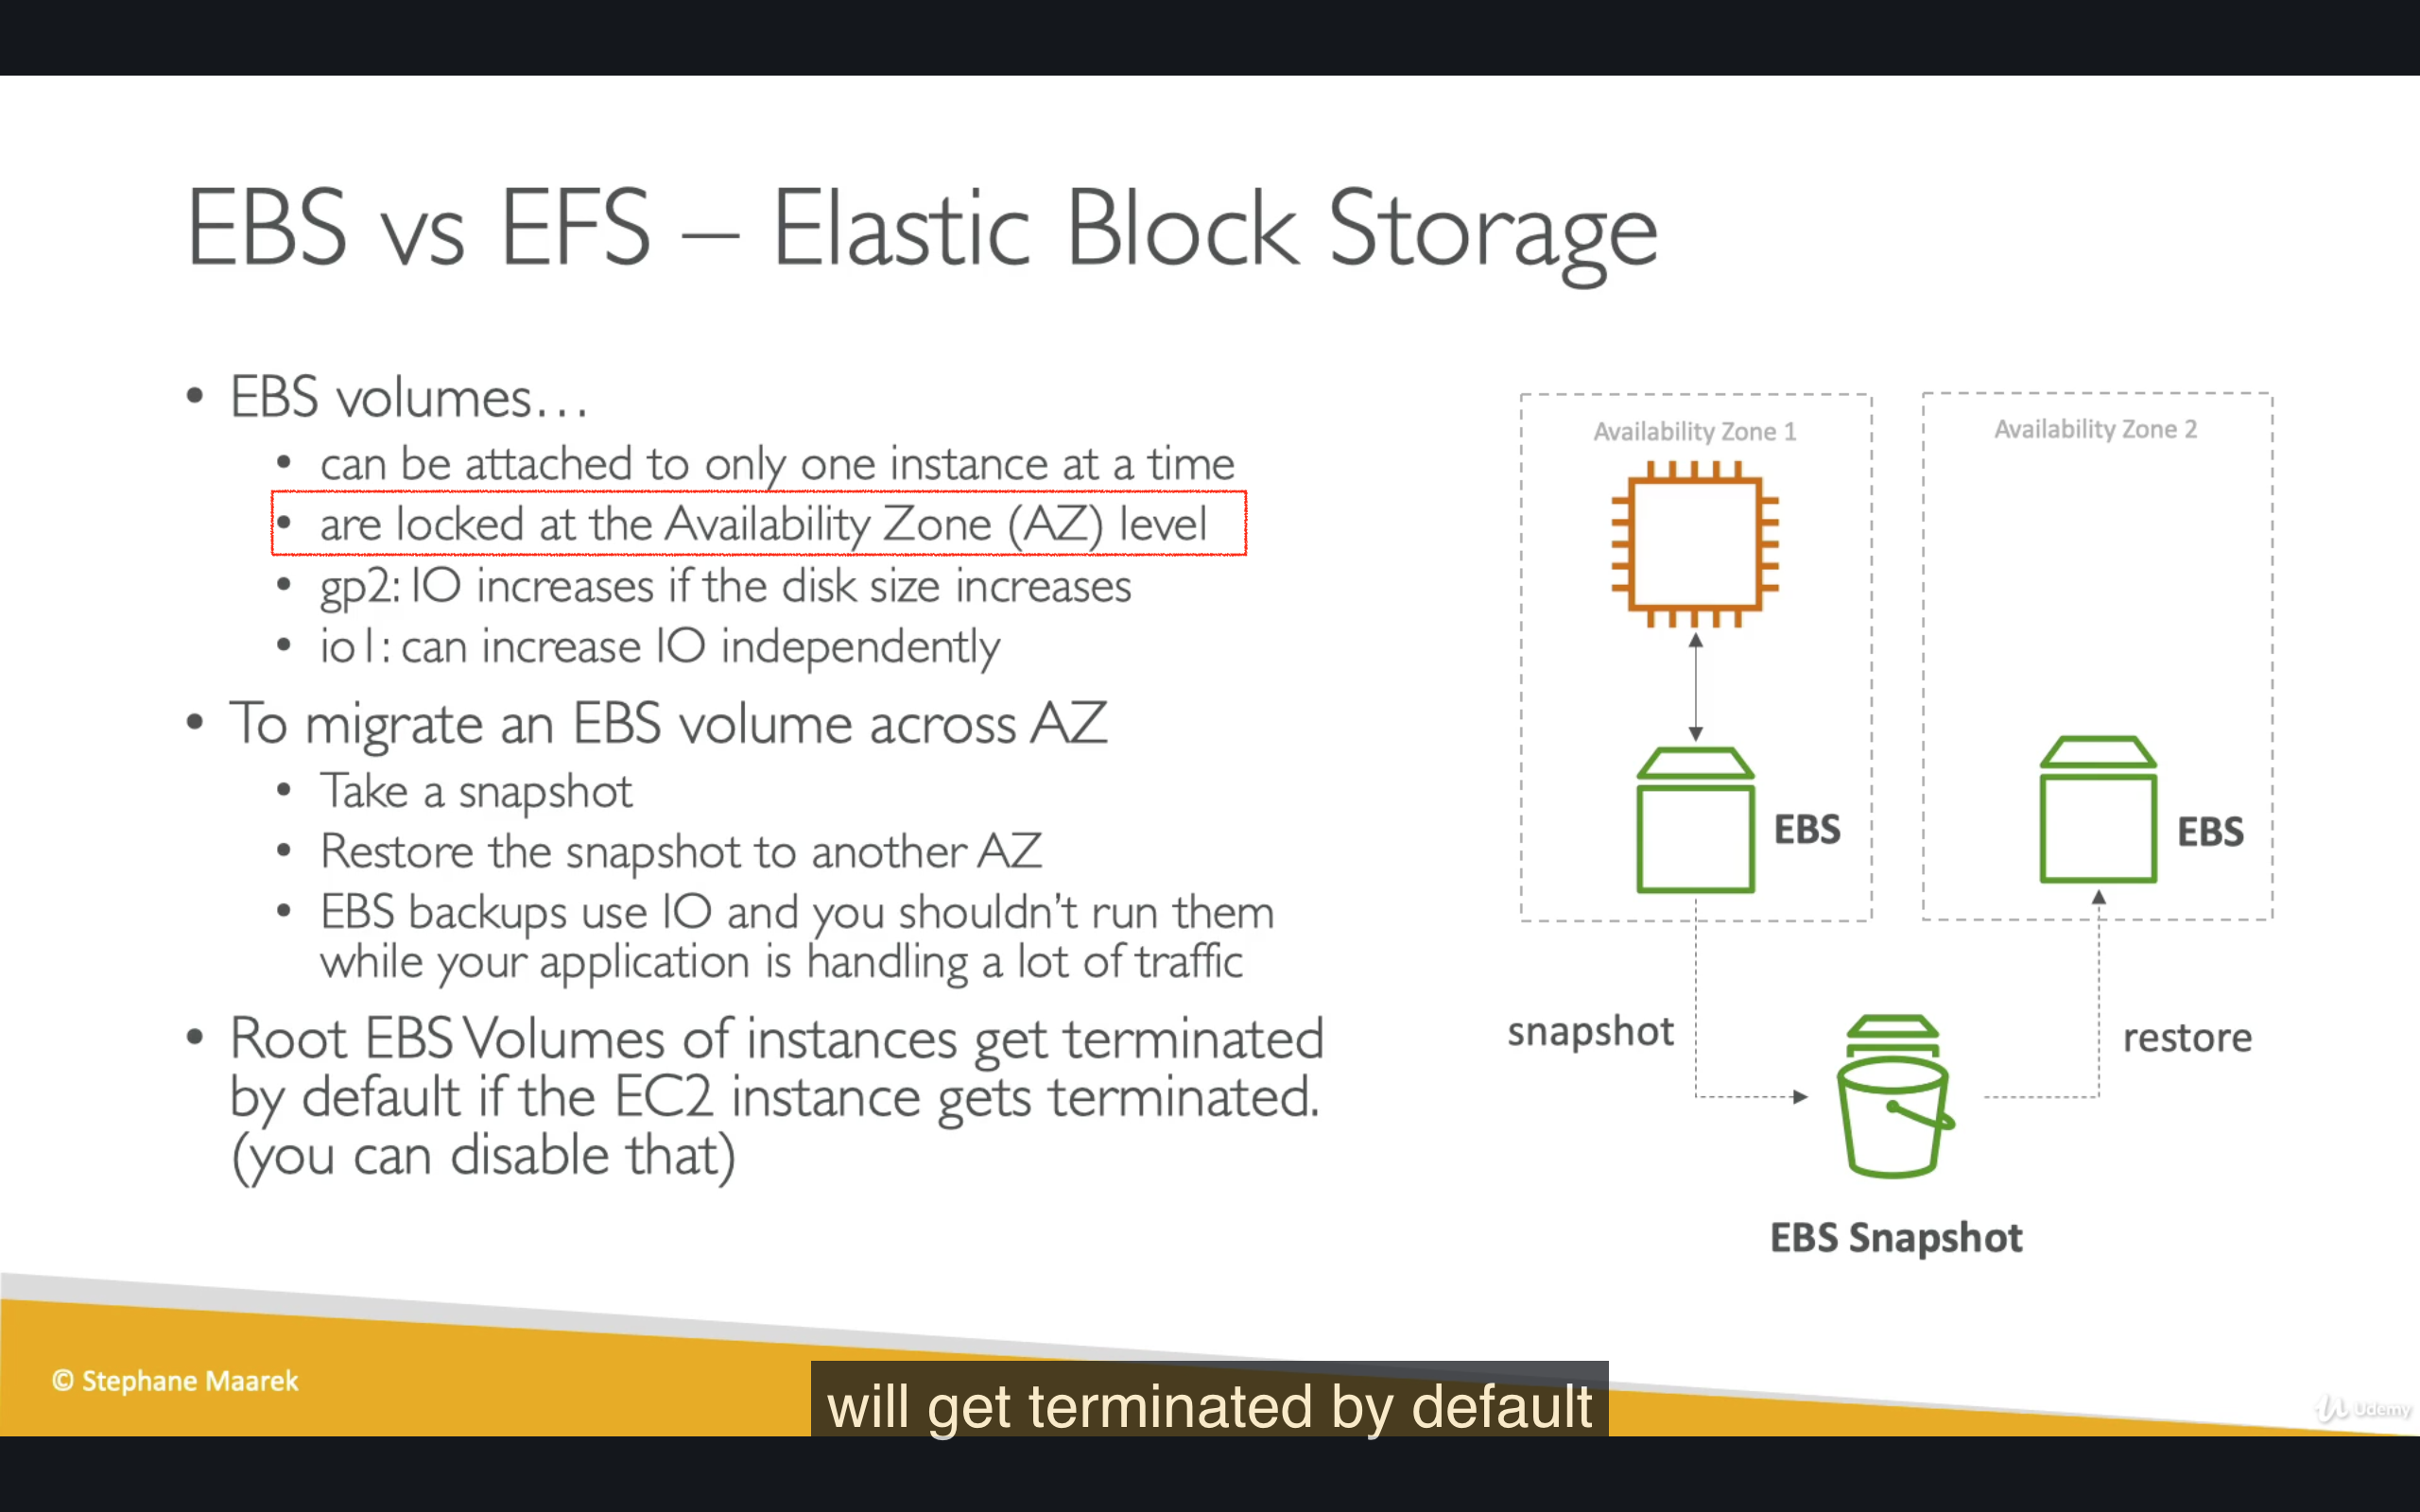 EBS vs EFS – Elastic Block Storage
• EBS volumes…
• can be attached to only one instance at a time
• are locked at the Availability Zone (AZ) level
• gp2: IO increases if the disk size increases
• io1: can increase IO independently
• To migrate an EBS volume across AZ
• Take a snapshot
• Restore the snapshot to another AZ
• EBS backups use IO and you shouldn’t run them
while your application is handling a lot of traffic
• Root EBS Volumes of instances get terminated
by default if the EC2 instance gets terminated.
(you can disable that)
Availability Zone 1
Availability Zone 2
EBS
EBS
snapshot
restore
EBS Snapshot
© Stephane Maarek
will get terminated by default
Udemy